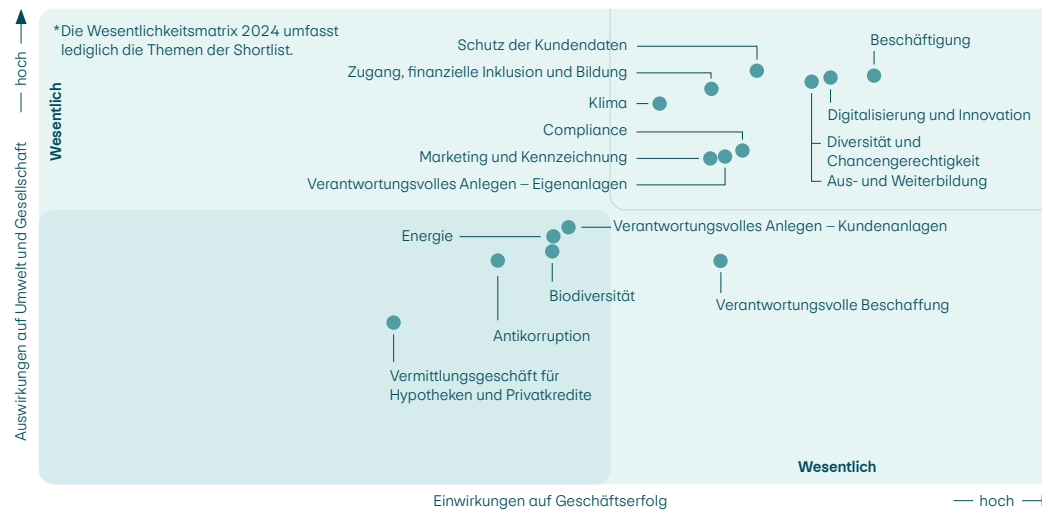 *Die Wesentlichkeitsmatrix 2024 umfasst
lediglich die Themen der Shortlist.
hoch
Wesentlich
Auswirkungen auf Umwelt und Gesellschaft
Schutz der Kundendaten
Zugang, finanzielle Inklusion und Bildung
Klima
Compliance
Marketing und Kennzeichnung
Verantwortungsvolles Anlegen – Eigenanlagen
Beschäftigung
Digitalisierung und Innovation
Diversität und
Chancengerechtigkeit
Aus- und Weiterbildung
Energie
Verantwortungsvolles Anlegen – Kundenanlagen
Biodiversität
Verantwortungsvolle Beschaffung
Antikorruption
Vermittlungsgeschäft für
Hypotheken und Privatkredite
Wesentlich
Einwirkungen auf Geschäftserfolg
hoch